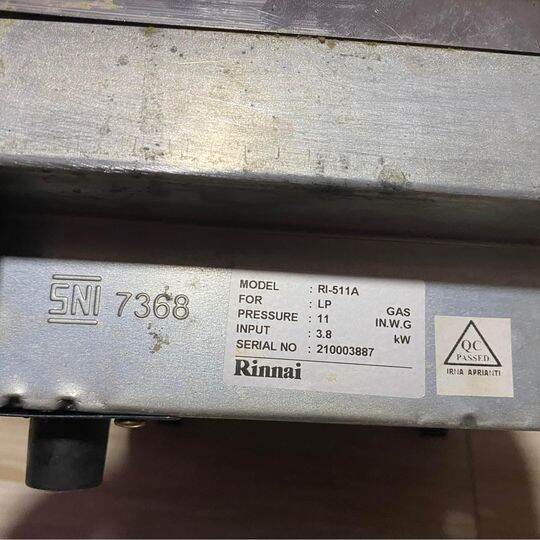 SNI 7368
MODEL : RI-511A
FOR : LP GAS
PRESSURE : 11 IN.W.G
INPUT : 3.8 kW
SERIAL NO : 210003887
Rinnai
QC
PASSED
IRNA APRIANTI